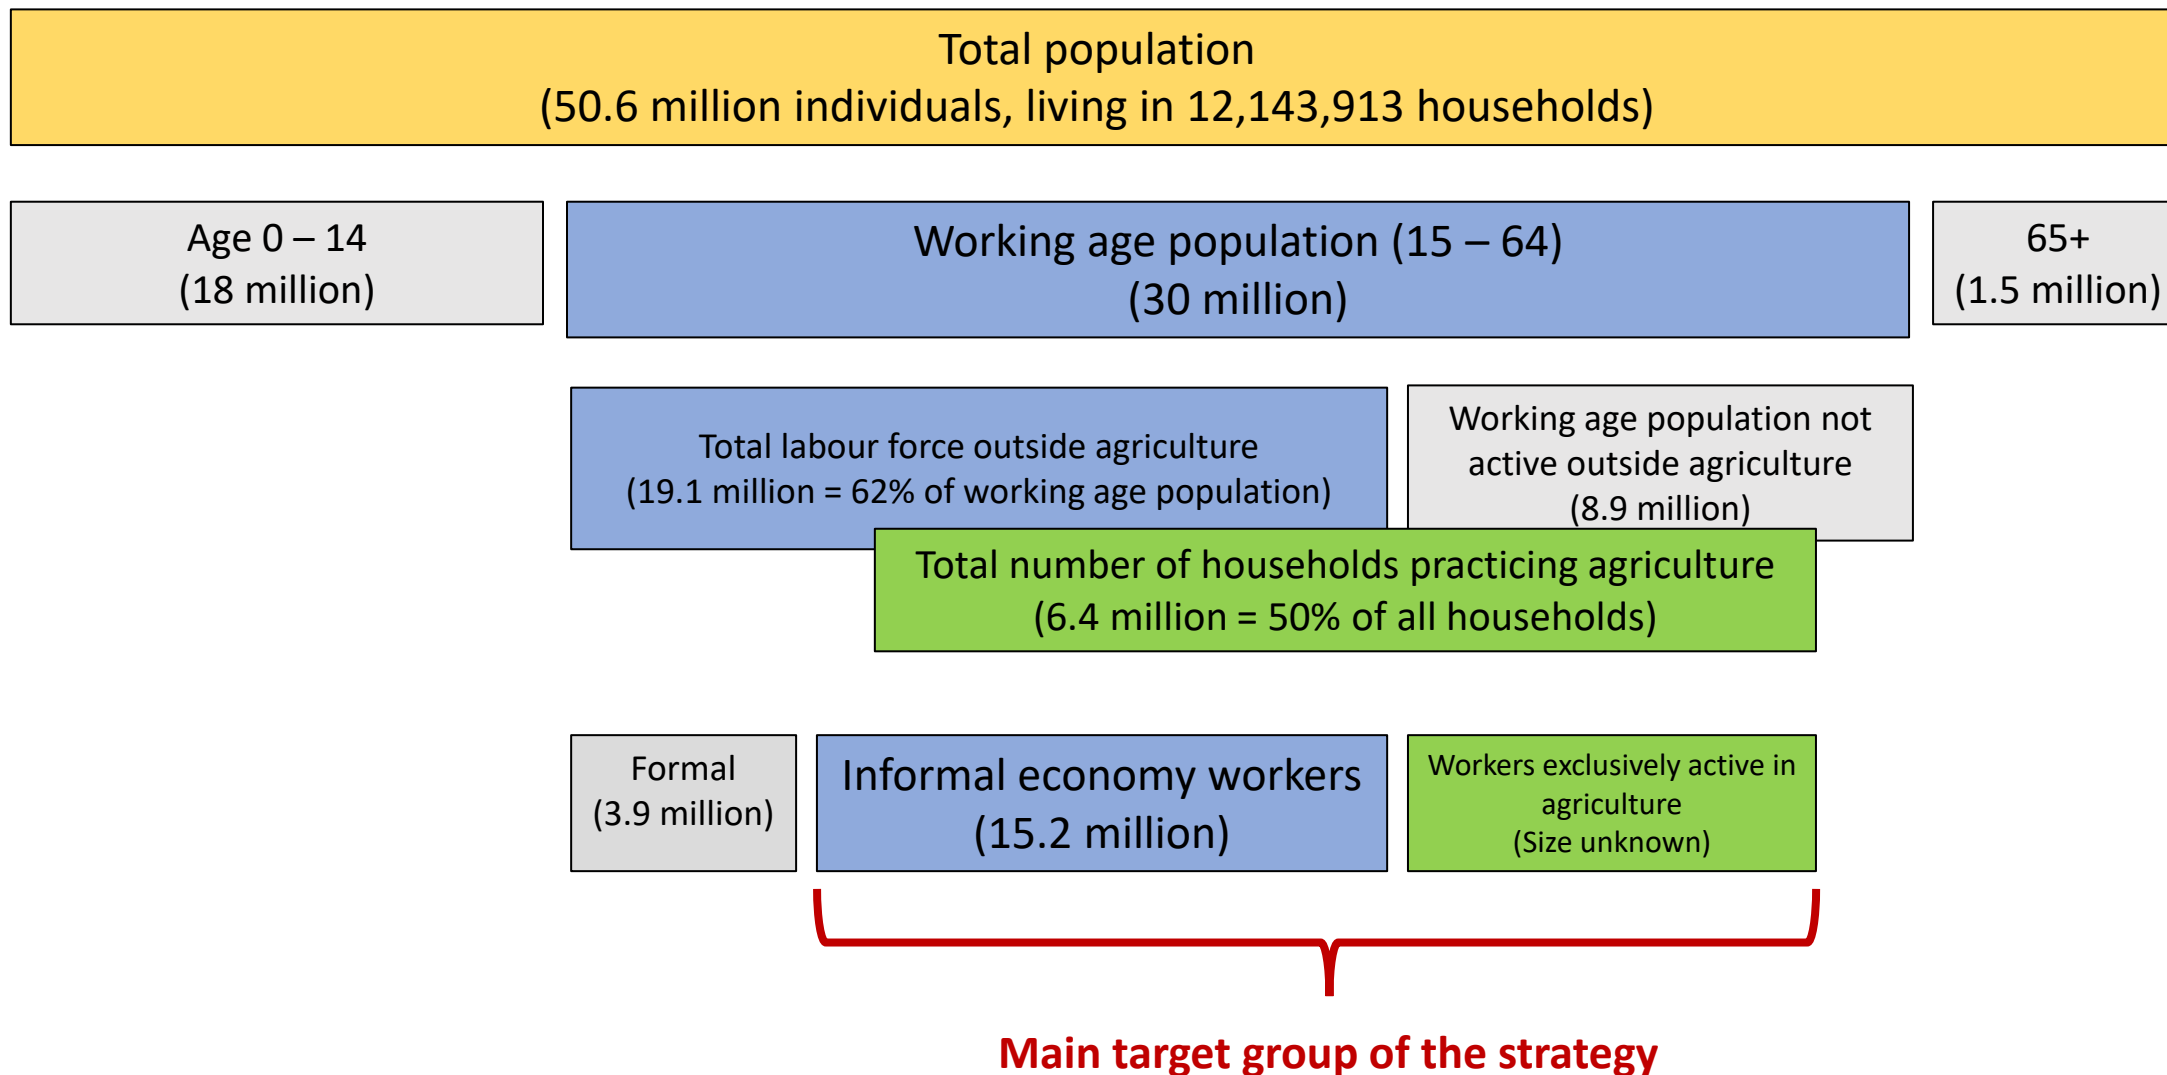 Total population
(50.6 million individuals, living in 12,143,913 households)
Age 0 – 14
(18 million)
Working age population (15 – 64)
(30 million)
65+
(1.5 million)
Total labour force outside agriculture
(19.1 million = 62% of working age population)
Working age population not
active outside agriculture
(8.9 million)
Total number of households practicing agriculture
(6.4 million = 50% of all households)
Formal
(3.9 million)
Informal economy workers
(15.2 million)
Workers exclusively active in
agriculture
(Size unknown)
Main target group of the strategy